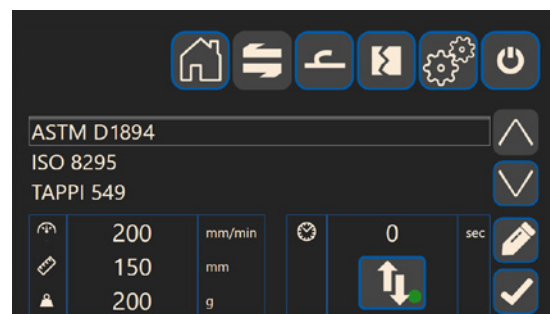 ASTM D1894
ISO 8295
TAPPI 549
200 mm/min 0 sec
150 mm
200 g